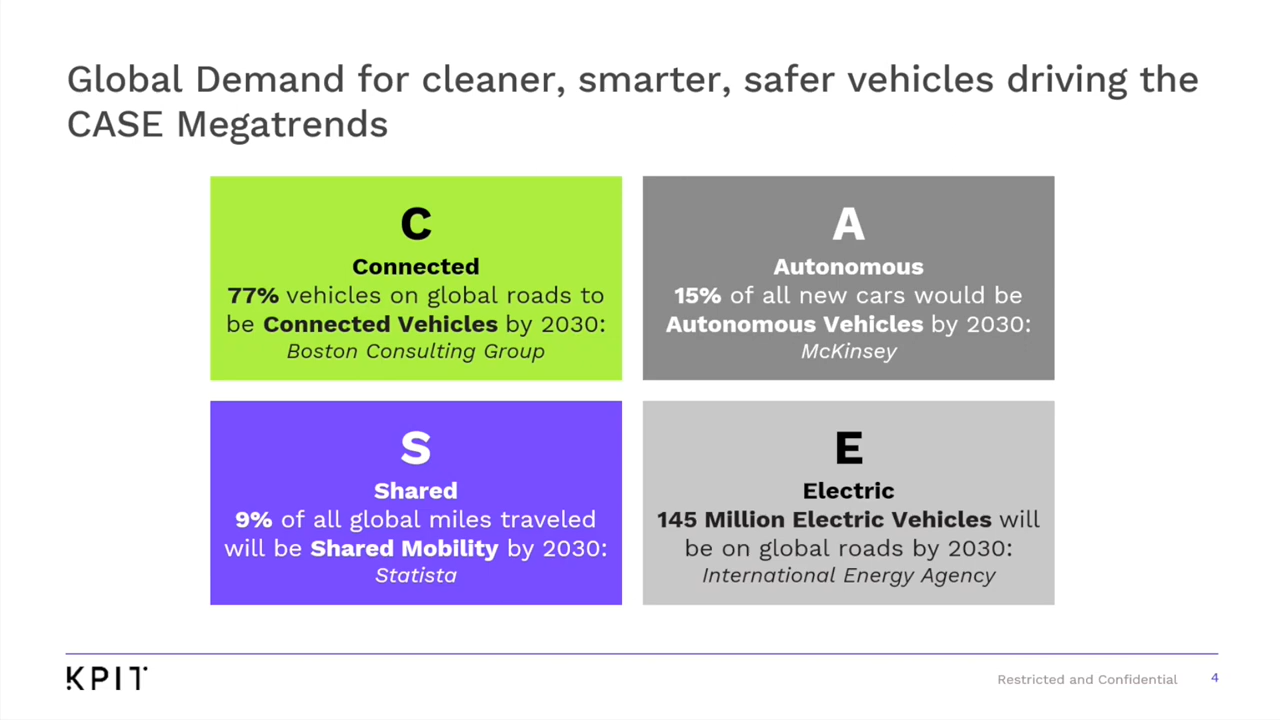 Global Demand for cleaner, smarter, safer vehicles driving the
CASE Megatrends
C
Connected
77% vehicles on global roads to
be Connected Vehicles by 2030:
Boston Consulting Group
A
Autonomous
15% of all new cars would be
Autonomous Vehicles by 2030:
McKinsey
S
Shared
9% of all global miles traveled
will be Shared Mobility by 2030:
Statista
E
Electric
145 Million Electric Vehicles will
be on global roads by 2030:
International Energy Agency
KPIT
Restricted and Confidential
4